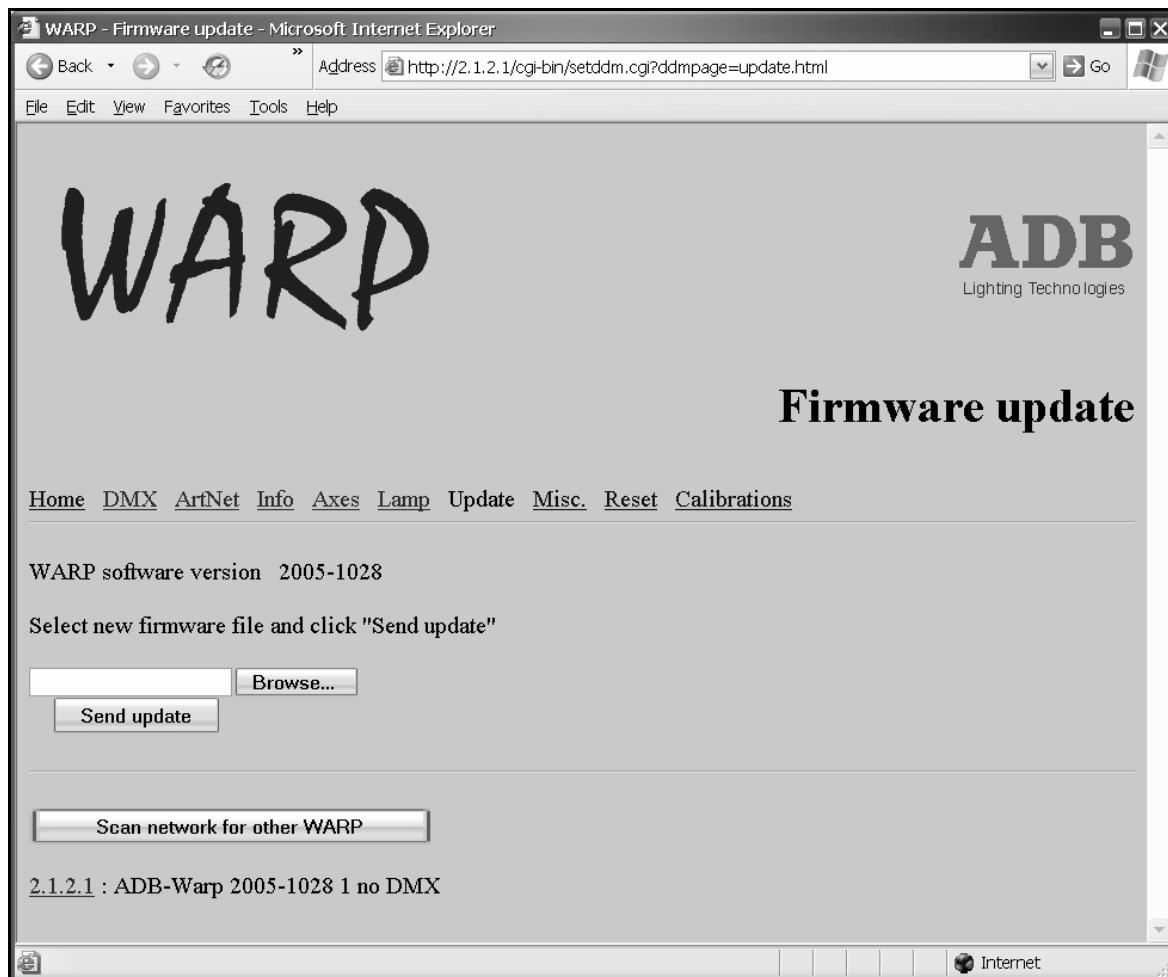 WARP - Firmware update - Microsoft Internet Explorer
Back » Address http://2.1.2.1/cgi-bin/setddm.cgi?ddmpage=update.html Go
File Edit View Favorites Tools Help
WARP
ADB
Lighting Technologies
Firmware update
Home DMX ArtNet Info Axes Lamp Update Misc. Reset Calibrations
WARP software version 2005-1028
Select new firmware file and click "Send update"
Browse...
Send update
Scan network for other WARP
2.1.2.1 : ADB-Warp 2005-1028 1 no DMX
Internet